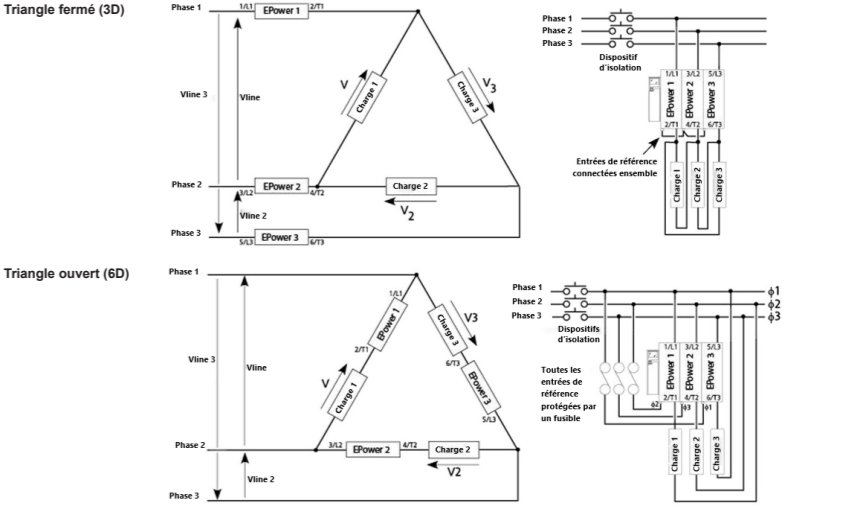 Triangle fermé (3D)
Phase 1
1/L1
EPower 1
2/T1
V
Charge 1
V3
Charge 3
Vline 3
Vline
Phase 2
3/L2
EPower 2
4/T2
Charge 2
V2
Vline 2
Phase 3
5/L3
EPower 3
6/T3
Phase 1
Phase 2
Phase 3
Dispositif
d'isolation
1/L1 3/L2 5/L3
EPower 1
EPower 2
EPower 3
2/T1 4/T2 6/T3
Entrées de référence
connectées ensemble
Charge 1
Charge 2
Charge 3
Triangle ouvert (6D)
Phase 1
1/L1
EPower 1
2/T1
V
Charge 1
V3
Charge 3
6/T3
EPower 3
5/L3
Vline 3
Vline
Phase 2
3/L2
EPower 2
4/T2
Charge 2
V2
Vline 2
Phase 3
Phase 1
ϕ1
Phase 2
ϕ2
Phase 3
ϕ3
Dispositifs
d'isolation
1/L1 3/L2 5/L3
EPower 1
EPower 2
EPower 3
2/T1 4/T2 6/T3
Toutes les
entrées de
référence
protégées par
un fusible
ϕ2
ϕ3
ϕ1
Charge 1
Charge 2
Charge 3